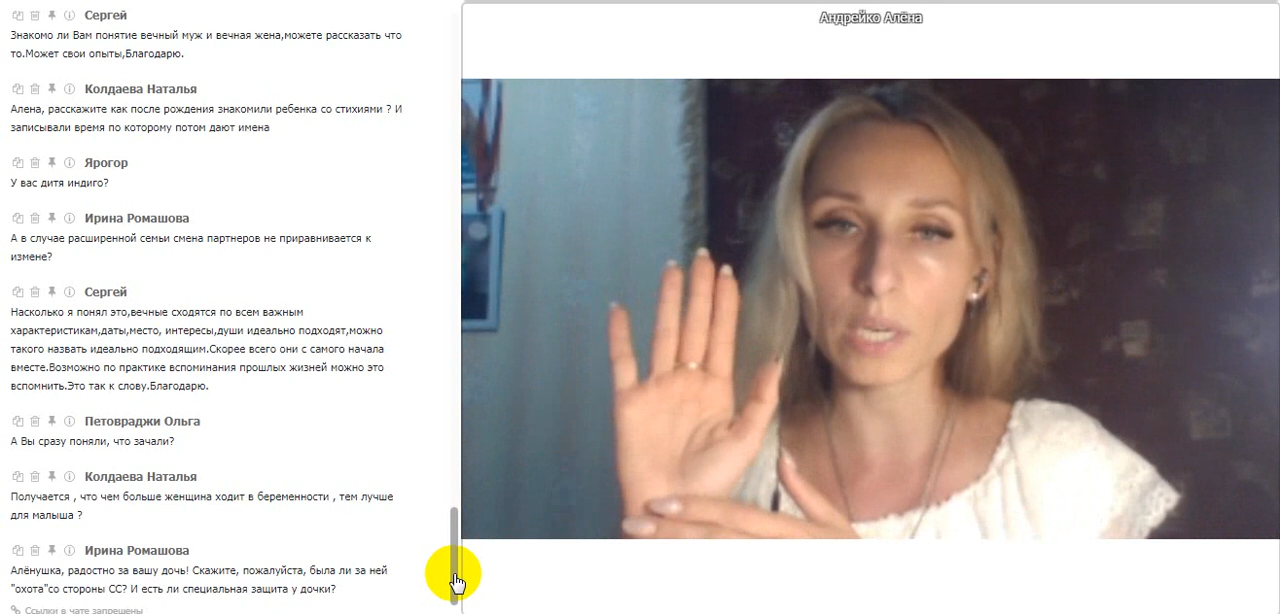 Сергей
Знакомо ли Вам понятие вечный муж и вечная жена,можете рассказать что
то.Может свои опыты,Благодарю.
Колдаева Наталья
Алена, расскажите как после рождения знакомили ребенка со стихиями ? И
записывали время по которому потом дают имена
Ярогор
У вас дитя индиго?
Ирина Ромашова
А в случае расширенной семьи смена партнеров не приравнивается к
измене?
Сергей
Насколько я понял это,вечные сходятся по всем важным
характеристикам,даты,место, интересы,души идеально подходят,можно
такого назвать идеально подходящим.Скорее всего они с самого начала
вместе.Возможно по практике вспоминания прошлых жизней можно это
вспомнить.Это так к слову.Благодарю.
Петовраджи Ольга
А Вы сразу поняли, что зачали?
Колдаева Наталья
Получается , что чем больше женщина ходит в беременности , тем лучше
для малыша ?
Ирина Ромашова
Алёнушка, радостно за вашу дочь! Скажите, пожалуйста, была ли за ней
"охота"со стороны СС? И есть ли специальная защита у дочки?
Ссылки в чате запрещены
Андрейко Алёна